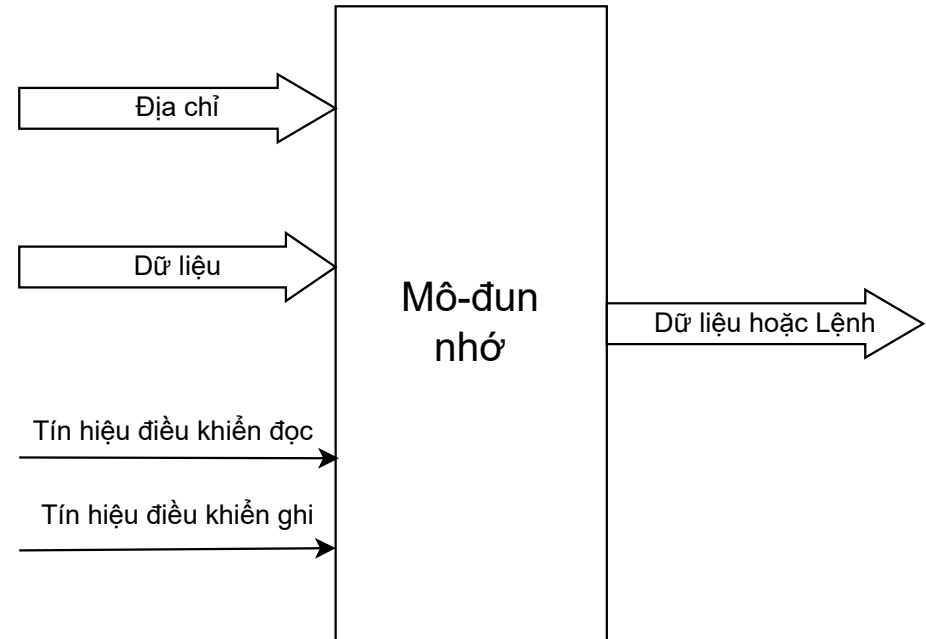 Địa chỉ
Dữ liệu
Mô-đun
nhớ
Dữ liệu hoặc Lệnh
Tín hiệu điều khiển đọc
Tín hiệu điều khiển ghi